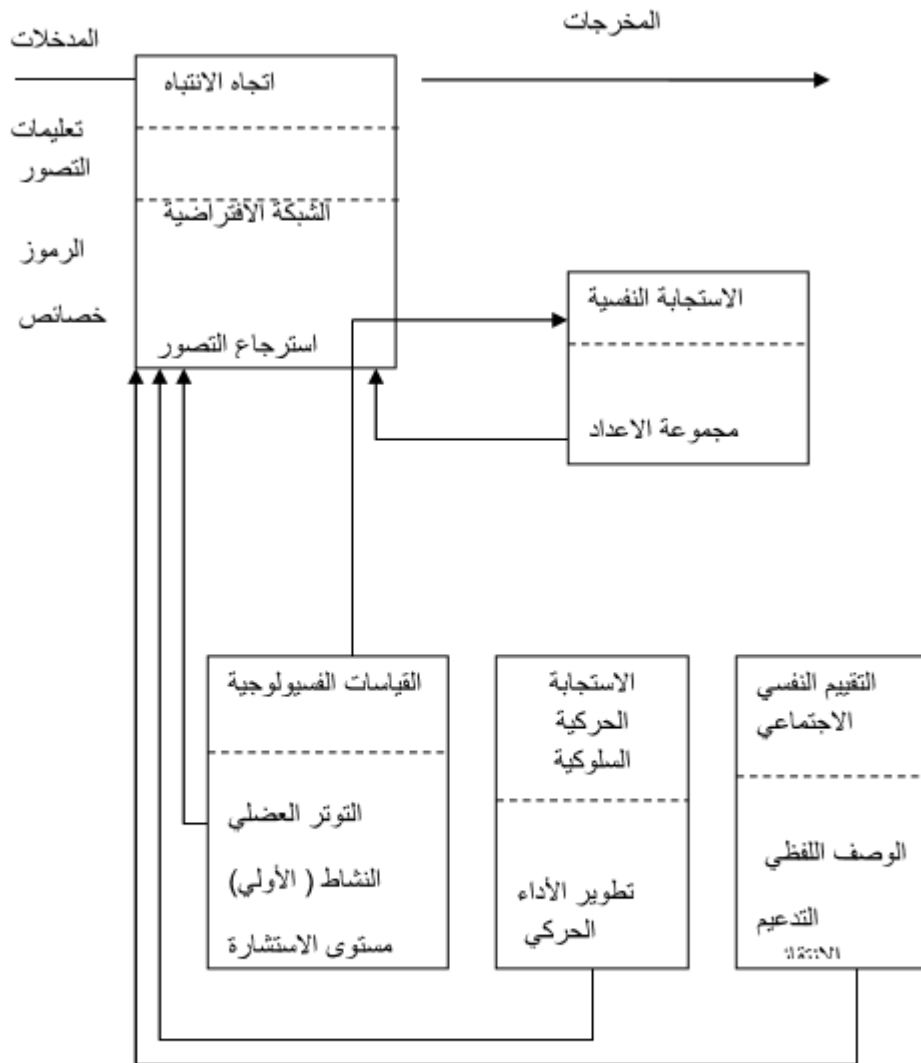 المخرجات
المدخلات
اتجاه الانتباه
تعليمات
التصور
الشبكة الافتراضية
الرموز
خصائص
استرجاع التصور
الاستجابة النفسية
مجموعة الاعداد
القياسات الفسيولوجية
التوتر العضلي
النشاط ( الأولي)
مستوى الاستشارة
الاستجابة
الحركية
السلوكية
تطوير الأداء
الحركي
التقييم النفسي
الاجتماعي
الوصف اللفظي
التدعيم